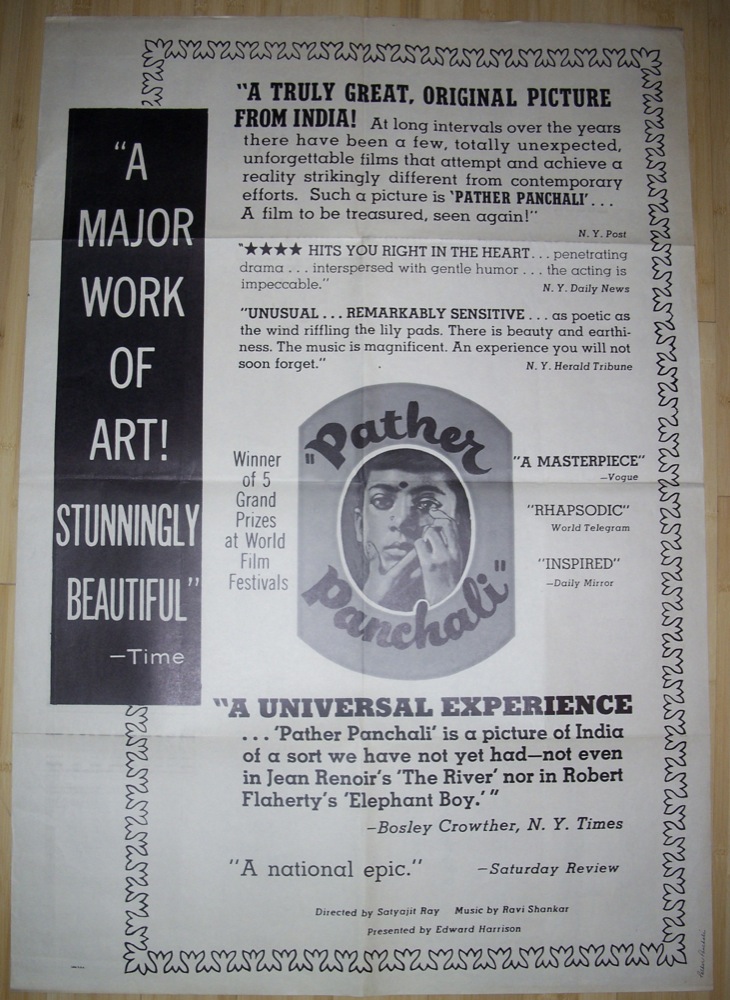 "A
MAJOR
WORK
OF
ART!
STUNNINGLY
BEAUTIFUL"
—Time
"A TRULY GREAT, ORIGINAL PICTURE
FROM INDIA! At long intervals over the years
there have been a few, totally unexpected,
unforgettable films that attempt and achieve a
reality strikingly different from contemporary
efforts. Such a picture is 'PATHER PANCHALI'...
A film to be treasured, seen again!"
N. Y. Post
"★★★★ HITS YOU RIGHT IN THE HEART... penetrating
drama... interspersed with gentle humor... the acting is
impeccable."
N. Y. Daily News
"UNUSUAL... REMARKABLY SENSITIVE... as poetic as
the wind riffling the lily pads. There is beauty and earthi-
ness. The music is magnificent. An experience you will not
soon forget."
N. Y. Herald Tribune
Winner
of 5
Grand
Prizes
at World
Film
Festivals
"Pather
Panchali"
"A MASTERPIECE"
—Vogue
"RHAPSODIC"
World Telegram
"INSPIRED"
—Daily Mirror
"A UNIVERSAL EXPERIENCE
... 'Pather Panchali' is a picture of India
of a sort we have not yet had—not even
in Jean Renoir's 'The River' nor in Robert
Flaherty's 'Elephant Boy.'"
—Bosley Crowther, N. Y. Times
"A national epic."
—Saturday Review
Directed by Satyajit Ray Music by Ravi Shankar
Presented by Edward Harrison
Pather Panchali